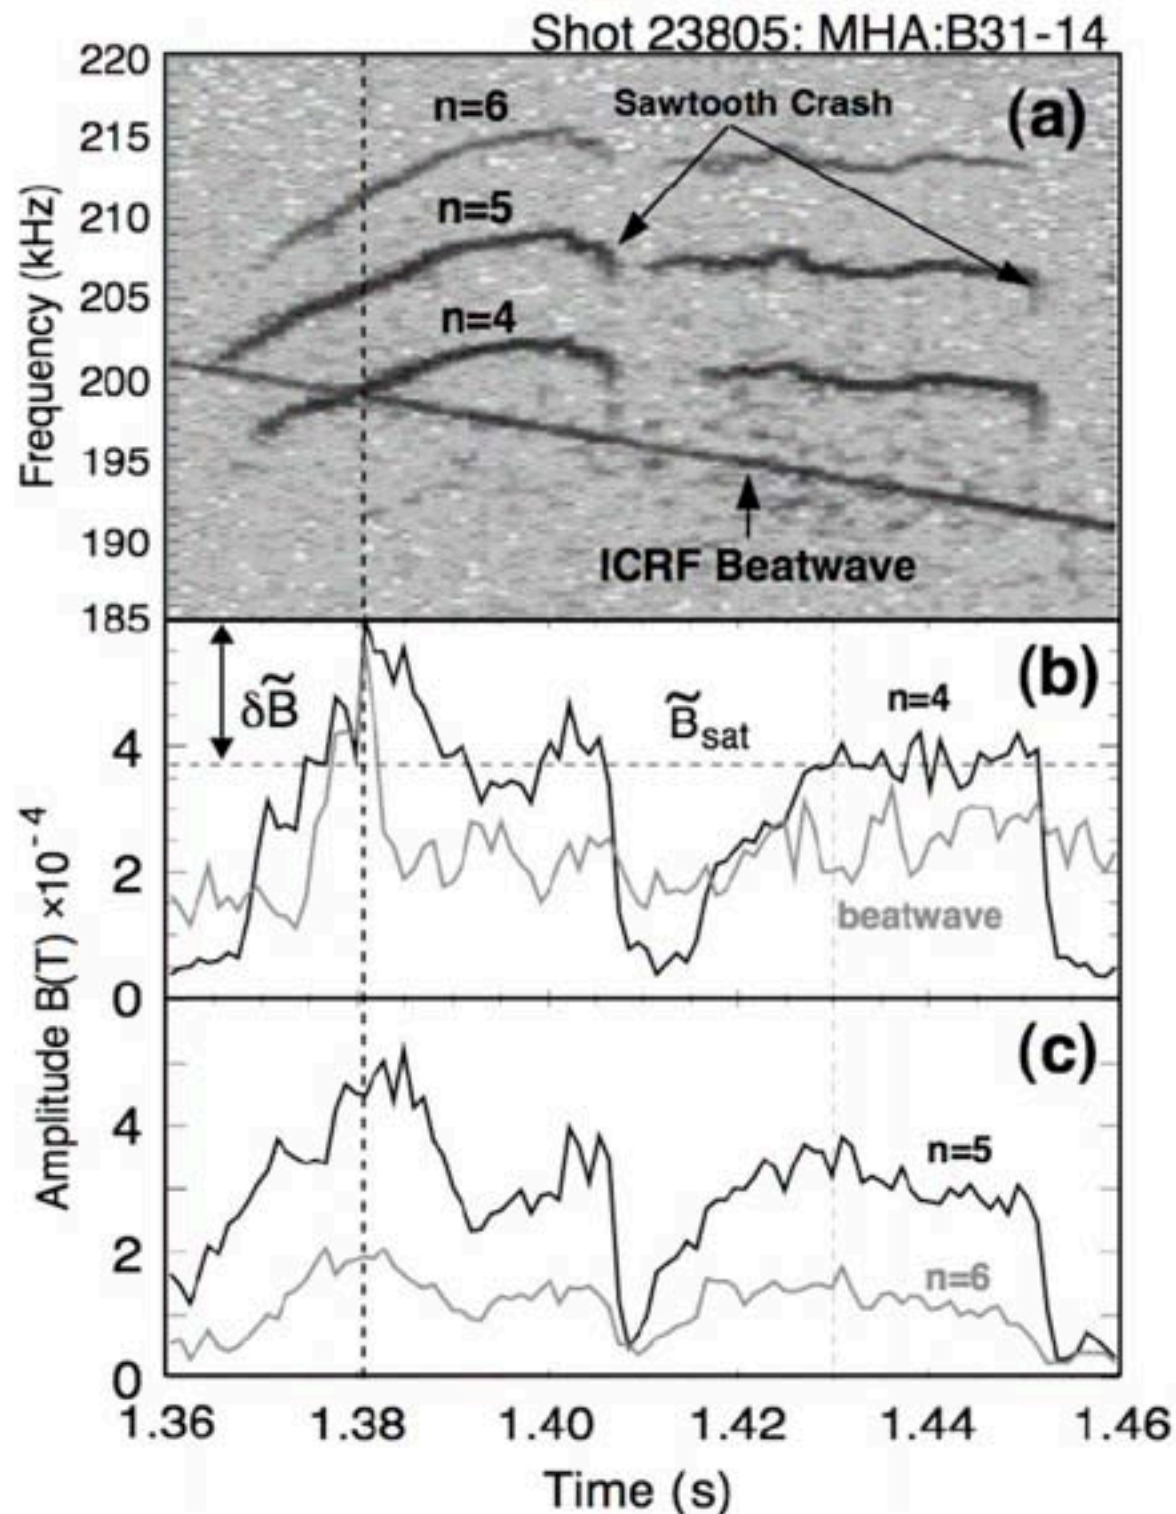 Shot 23805: MHA:B31-14
220
215
210
205
200
195
190
185
Frequency (kHz)
(a)
n=6
Sawtooth Crash
n=5
n=4
ICRF Beatwave
(b)
δB̃
B̃sat
n=4
beatwave
4
2
0
Amplitude B(T) ×10⁻⁴
(c)
n=5
n=6
4
2
0
1.36 1.38 1.40 1.42 1.44 1.46
Time (s)